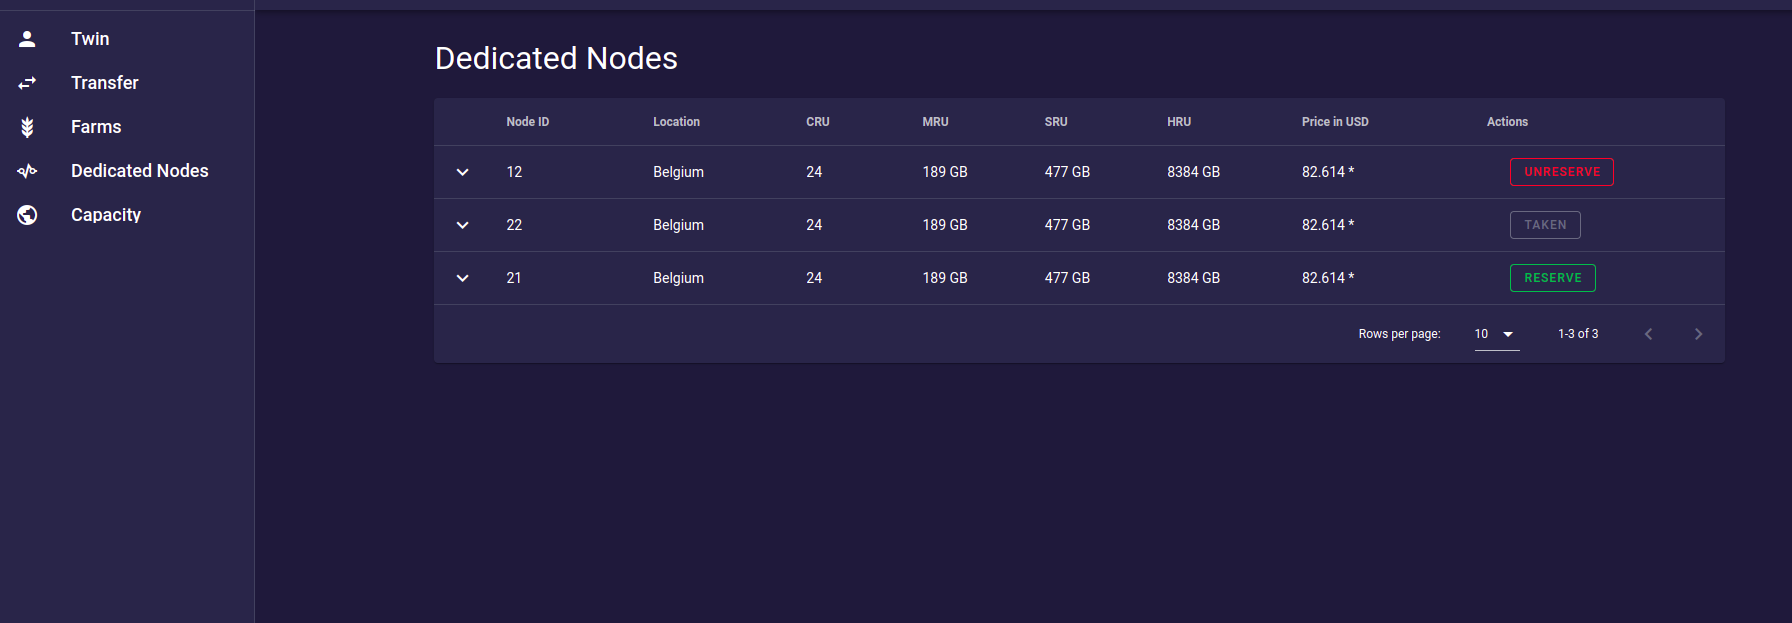 Twin
Transfer
Farms
Dedicated Nodes
Capacity
Dedicated Nodes
Node ID Location CRU MRU SRU HRU Price in USD Actions
12 Belgium 24 189 GB 477 GB 8384 GB 82.614 * UNRESERVE
22 Belgium 24 189 GB 477 GB 8384 GB 82.614 * TAKEN
21 Belgium 24 189 GB 477 GB 8384 GB 82.614 * RESERVE
Rows per page: 10 1-3 of 3